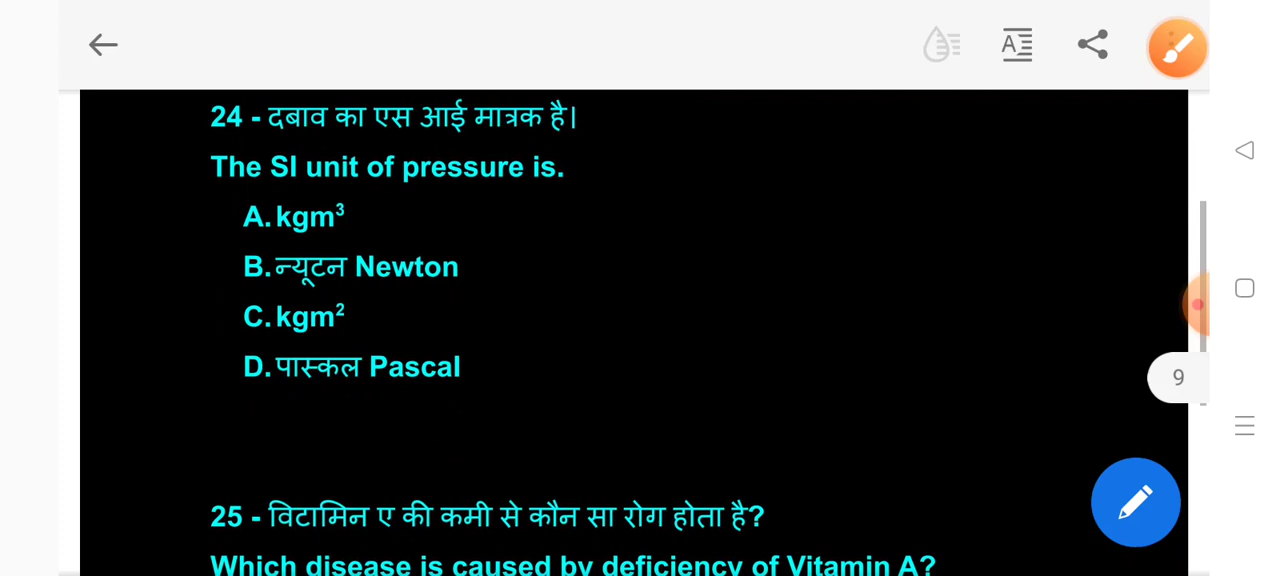 24 - दबाव का एस आई मात्रक है।
The SI unit of pressure is.
A. kgm³
B. न्यूटन Newton
C. kgm²
D. पास्कल Pascal
9
25 - विटामिन ए की कमी से कौन सा रोग होता है?
Which disease is caused by deficiency of Vitamin A?